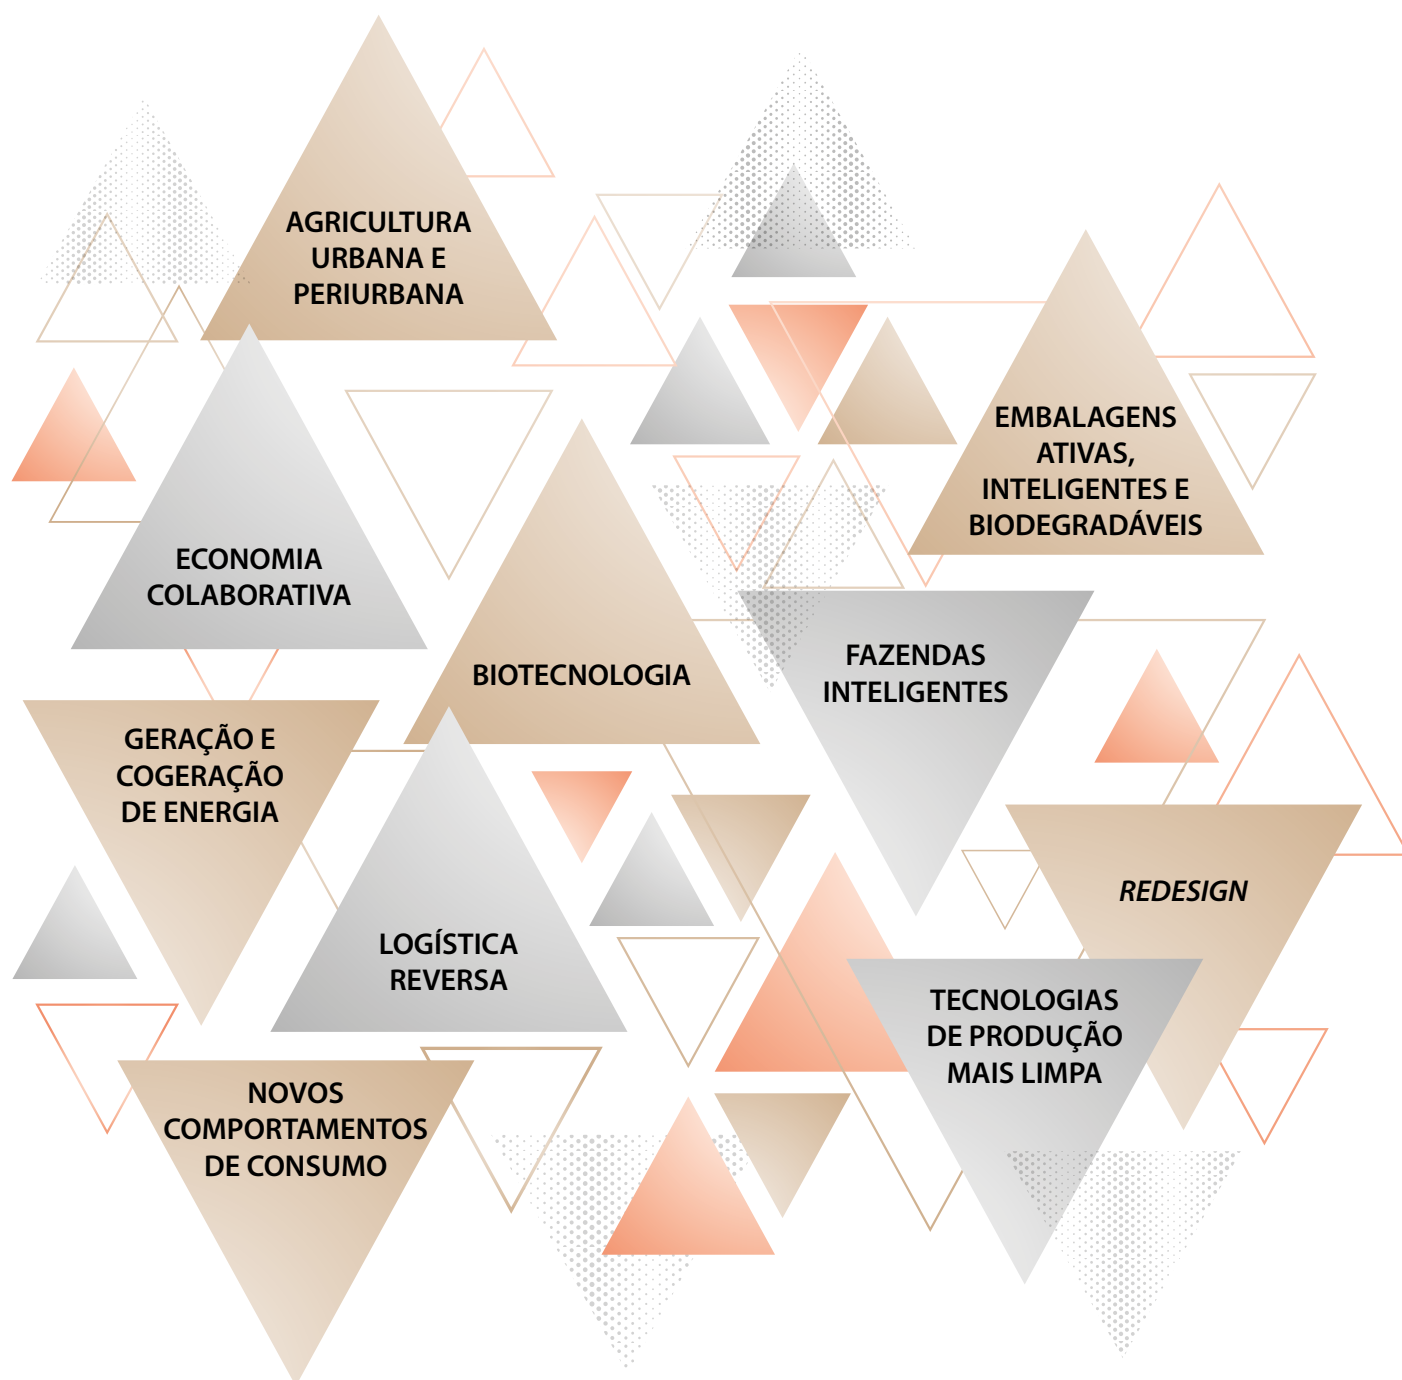 AGRICULTURA
URBANA E
PERIURBANA
EMBALAGENS
ATIVAS,
INTELIGENTES E
BIODEGRADÁVEIS
ECONOMIA
COLABORATIVA
BIOTECNOLOGIA
FAZENDAS
INTELIGENTES
GERAÇÃO E
COGERAÇÃO
DE ENERGIA
REDESIGN
LOGÍSTICA
REVERSA
TECNOLOGIAS
DE PRODUÇÃO
MAIS LIMPA
NOVOS
COMPORTAMENTOS
DE CONSUMO